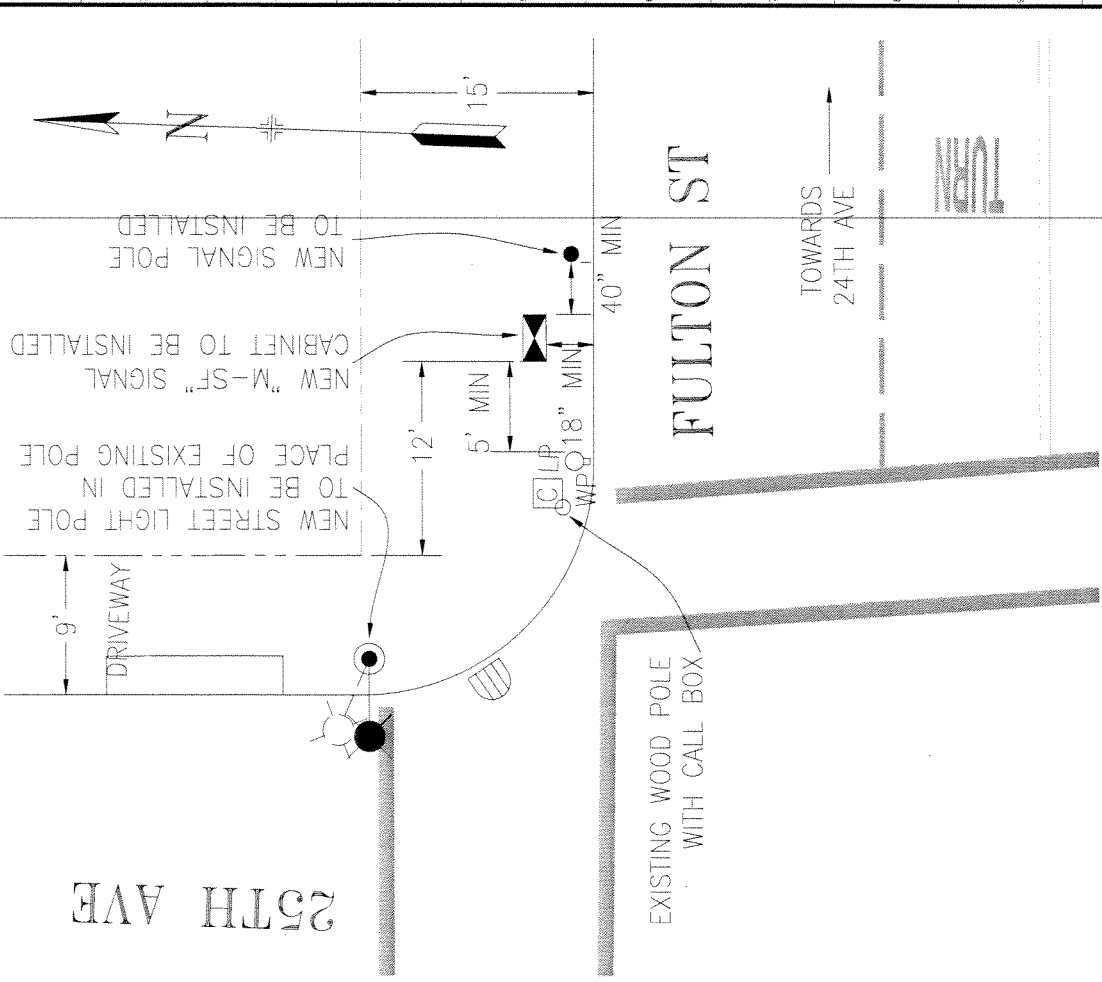 N
15'
NEW SIGNAL POLE
TO BE INSTALLED
NEW "M-SF" SIGNAL
CABINET TO BE INSTALLED
NEW STREET LIGHT POLE
TO BE INSTALLED IN
PLACE OF EXISTING POLE
40" MIN
18" MIN
5' MIN
12'
9'
DRIVEWAY
C
LP
WP
FULTON ST
TOWARDS
24TH AVE
TURN
EXISTING WOOD POLE
WITH CALL BOX
25TH AVE